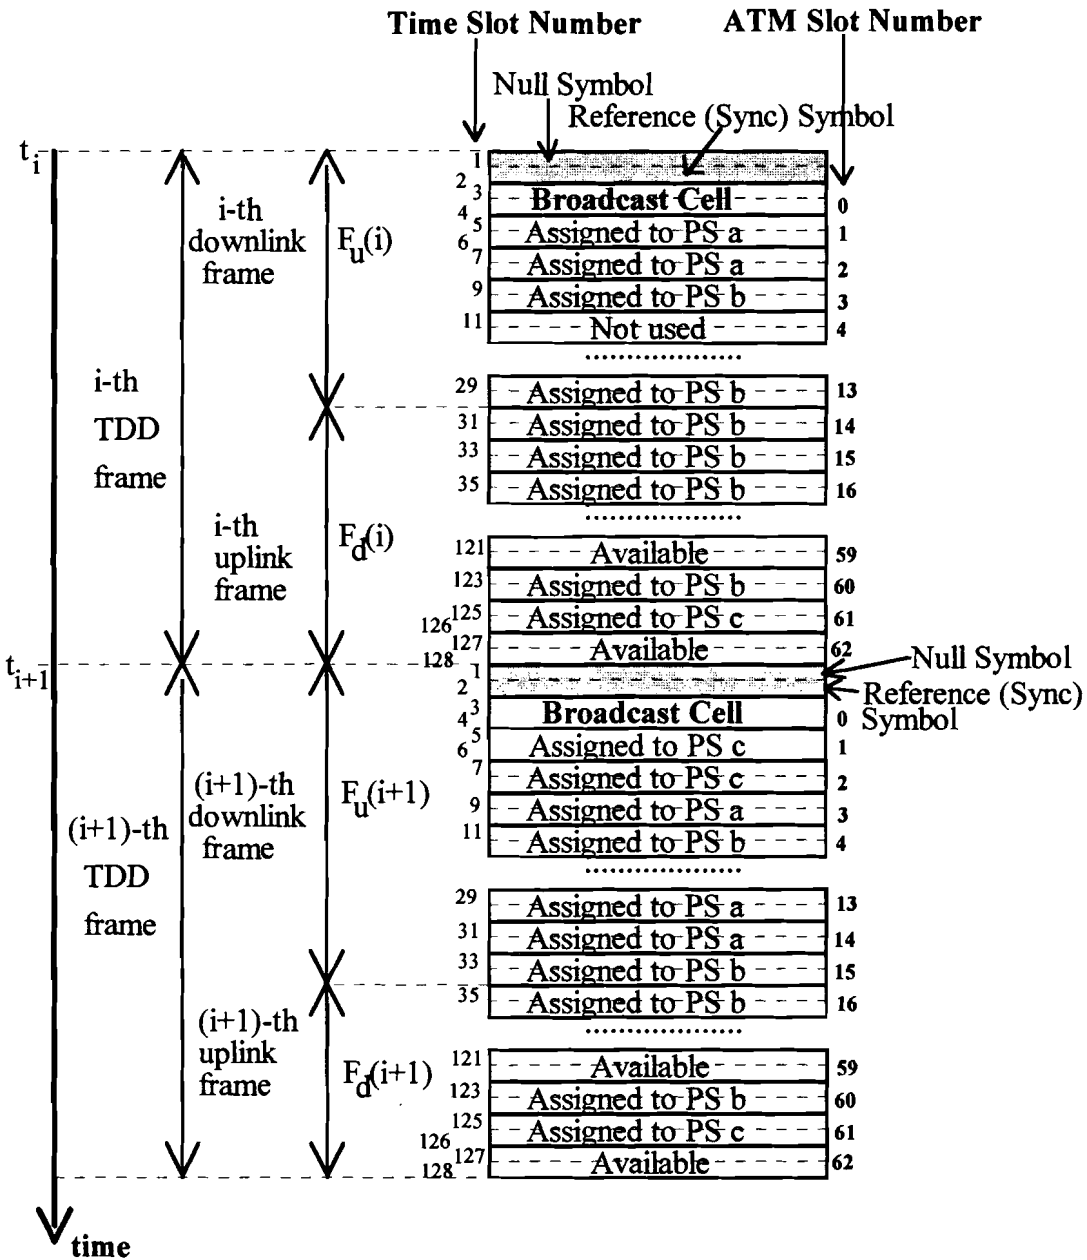 Time Slot Number
ATM Slot Number
Null Symbol
Reference (Sync) Symbol
t i
1
2
3 Broadcast Cell 0
4
5 Assigned to PS a 1
6
7 Assigned to PS a 2
9 Assigned to PS b 3
11 Not used 4
29 Assigned to PS b 13
31 Assigned to PS b 14
33 Assigned to PS b 15
35 Assigned to PS b 16
121 Available 59
123 Assigned to PS b 60
125 Assigned to PS c 61
126
127 Available 62
128
i-th
downlink
frame
Fu(i)
i-th
TDD
frame
i-th
uplink
frame
Fd(i)
ti+1
1
2
Null Symbol
Reference (Sync)
Symbol
3 Broadcast Cell 0
4
5 Assigned to PS c 1
6
7 Assigned to PS c 2
9 Assigned to PS a 3
11 Assigned to PS b 4
29 Assigned to PS a 13
31 Assigned to PS a 14
33 Assigned to PS b 15
35 Assigned to PS b 16
121 Available 59
123 Assigned to PS b 60
125 Assigned to PS c 61
126
127 Available 62
128
(i+1)-th
downlink
frame
Fu(i+1)
(i+1)-th
TDD
frame
(i+1)-th
uplink
frame
Fd(i+1)
time